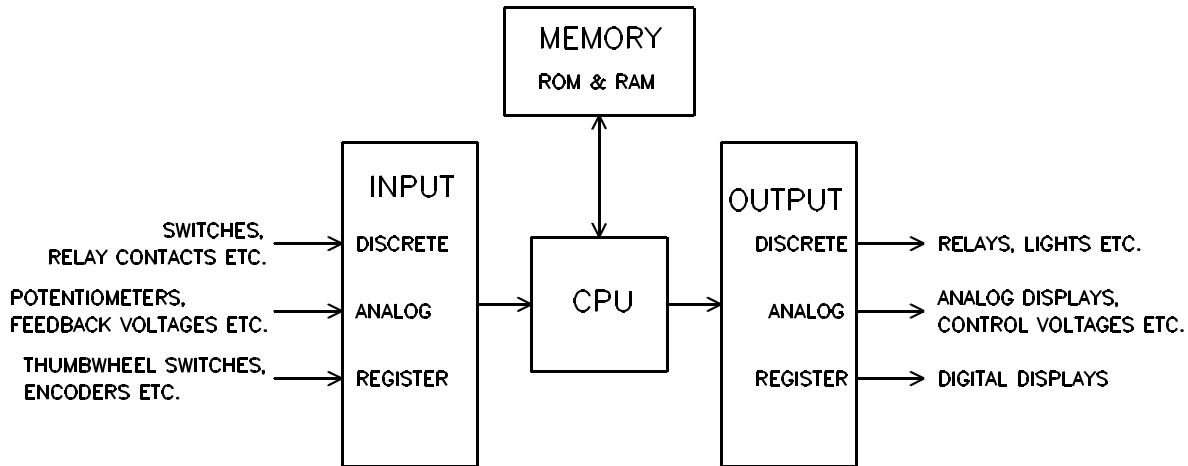 MEMORY
ROM & RAM
INPUT
SWITCHES,
RELAY CONTACTS ETC.
DISCRETE
POTENTIOMETERS,
FEEDBACK VOLTAGES ETC.
ANALOG
THUMBWHEEL SWITCHES,
ENCODERS ETC.
REGISTER
CPU
OUTPUT
DISCRETE
RELAYS, LIGHTS ETC.
ANALOG
ANALOG DISPLAYS,
CONTROL VOLTAGES ETC.
REGISTER
DIGITAL DISPLAYS